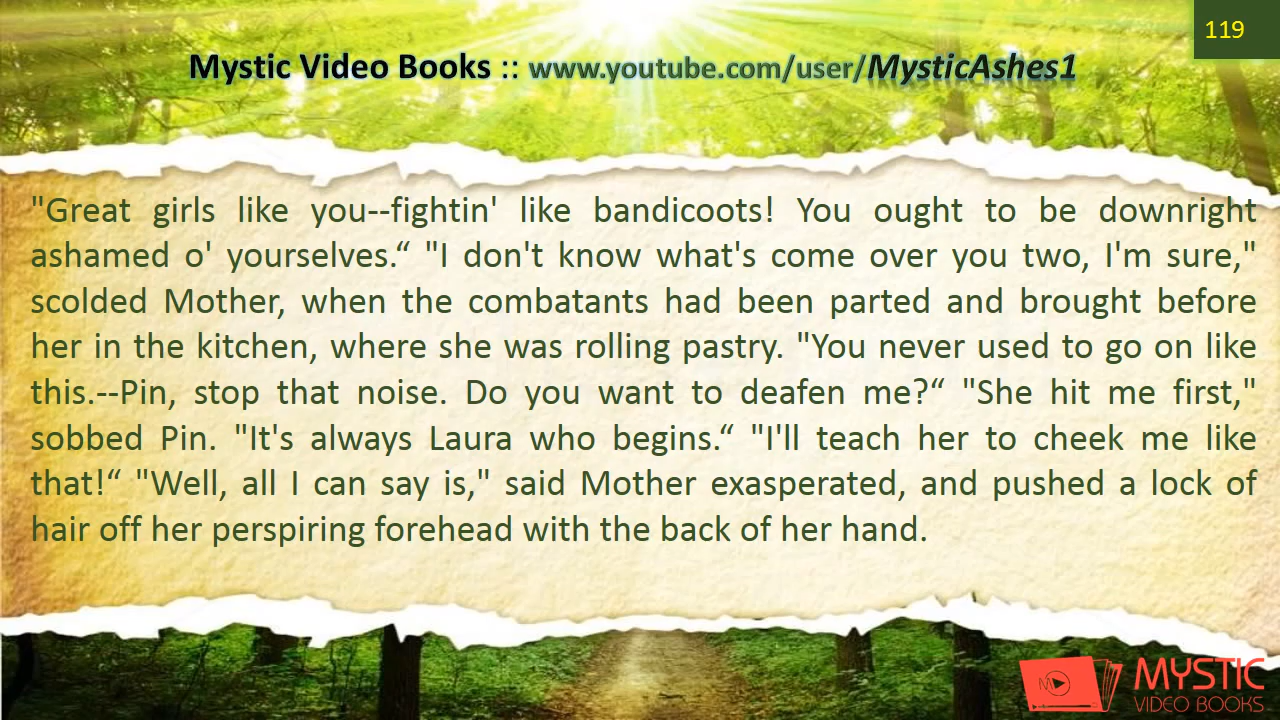 119
Mystic Video Books :: www.youtube.com/user/MysticAshes1
"Great girls like you--fightin' like bandicoots! You ought to be downright
ashamed o' yourselves.“ "I don't know what's come over you two, I'm sure,"
scolded Mother, when the combatants had been parted and brought before
her in the kitchen, where she was rolling pastry. "You never used to go on like
this.--Pin, stop that noise. Do you want to deafen me?“ "She hit me first,"
sobbed Pin. "It's always Laura who begins.“ "I'll teach her to cheek me like
that!“ "Well, all I can say is," said Mother exasperated, and pushed a lock of
hair off her perspiring forehead with the back of her hand.
MYSTIC
VIDEO BOOKS